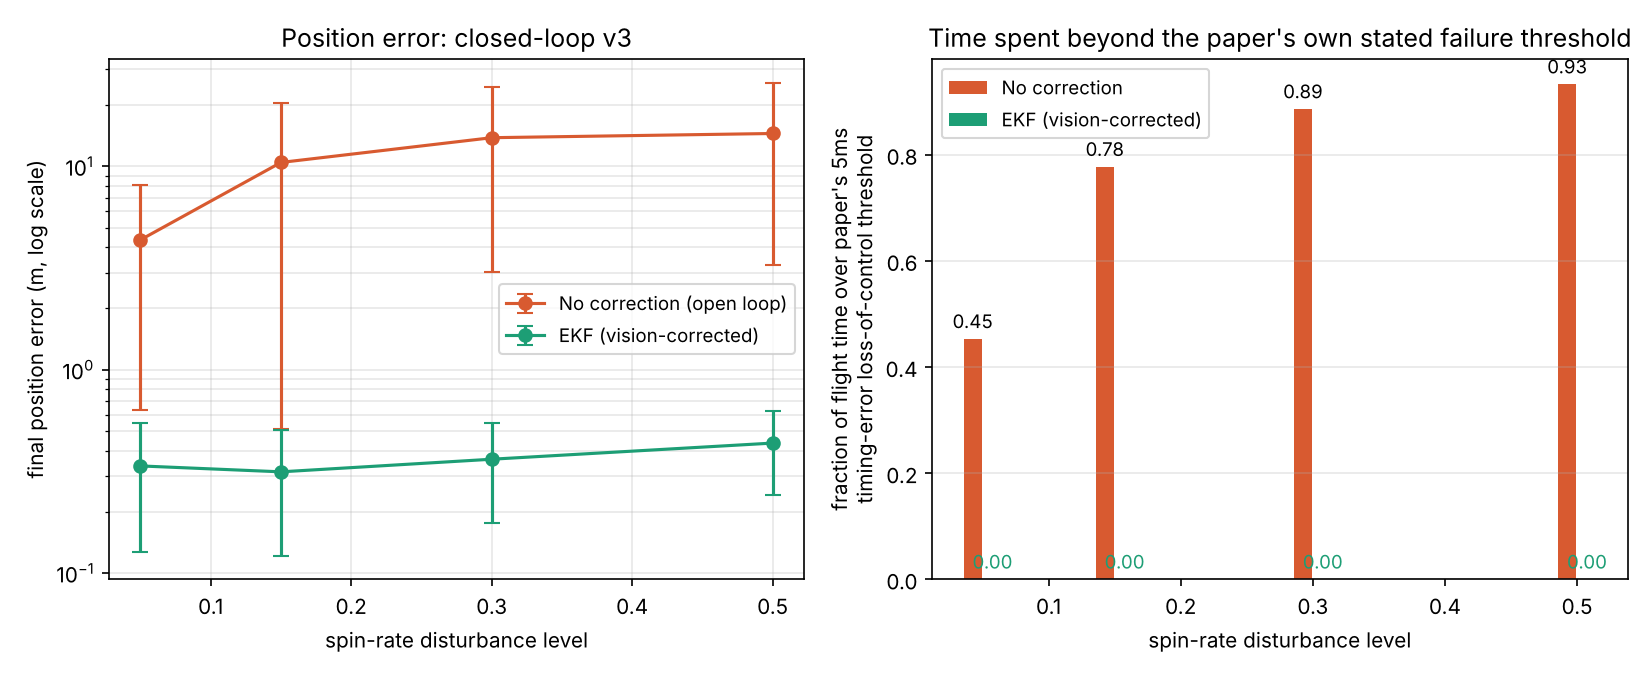 Position error: closed-loop v3
final position error (m, log scale)
10¹
10⁰
10⁻¹
No correction (open loop)
EKF (vision-corrected)
0.1 0.2 0.3 0.4 0.5
spin-rate disturbance level
Time spent beyond the paper's own stated failure threshold
fraction of flight time over paper's 5ms
timing-error loss-of-control threshold
0.8
0.6
0.4
0.2
0.0
No correction
EKF (vision-corrected)
0.45
0.78
0.89
0.93
0.00 0.00 0.00 0.00
0.1 0.2 0.3 0.4 0.5
spin-rate disturbance level